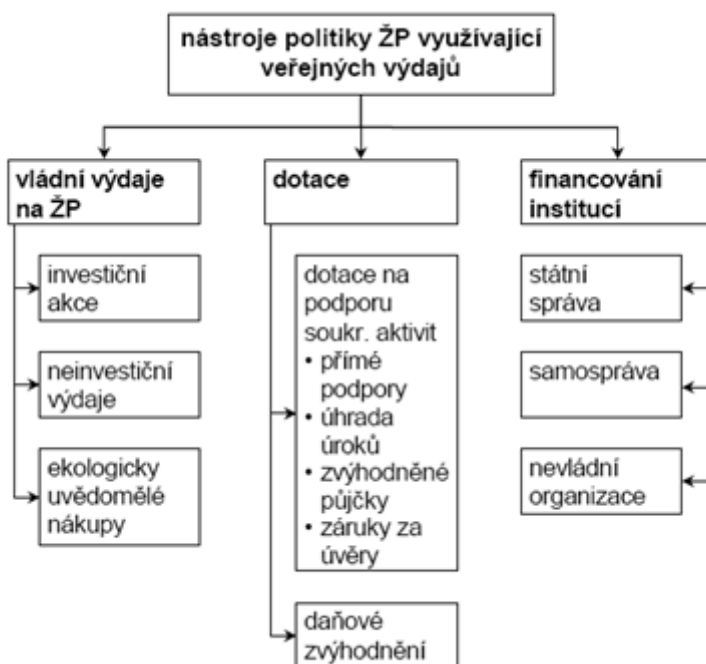 nástroje politiky ŽP využívající
veřejných výdajů
vládní výdaje
na ŽP
investiční
akce
neinvestiční
výdaje
ekologicky
uvědomělé
nákupy
dotace
dotace na
podporu
soukr. aktivit
• přímé
podpory
• úhrada
úroků
• zvýhodněné
půjčky
• záruky za
úvěry
daňové
zvýhodnění
financování
institucí
státní
správa
samospráva
nevládní
organizace